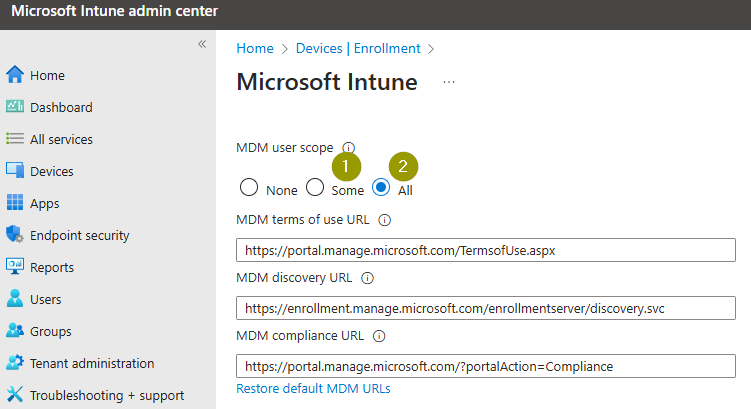 Microsoft Intune admin center
«
Home
Dashboard
All services
Devices
Apps
Endpoint security
Reports
Users
Groups
Tenant administration
Troubleshooting + support
Home > Devices | Enrollment >
Microsoft Intune ...
MDM user scope
1 2
None Some All
MDM terms of use URL
https://portal.manage.microsoft.com/TermsofUse.aspx
MDM discovery URL
https://enrollment.manage.microsoft.com/enrollmentserver/discovery.svc
MDM compliance URL
https://portal.manage.microsoft.com/?portalAction=Compliance
Restore default MDM URLs